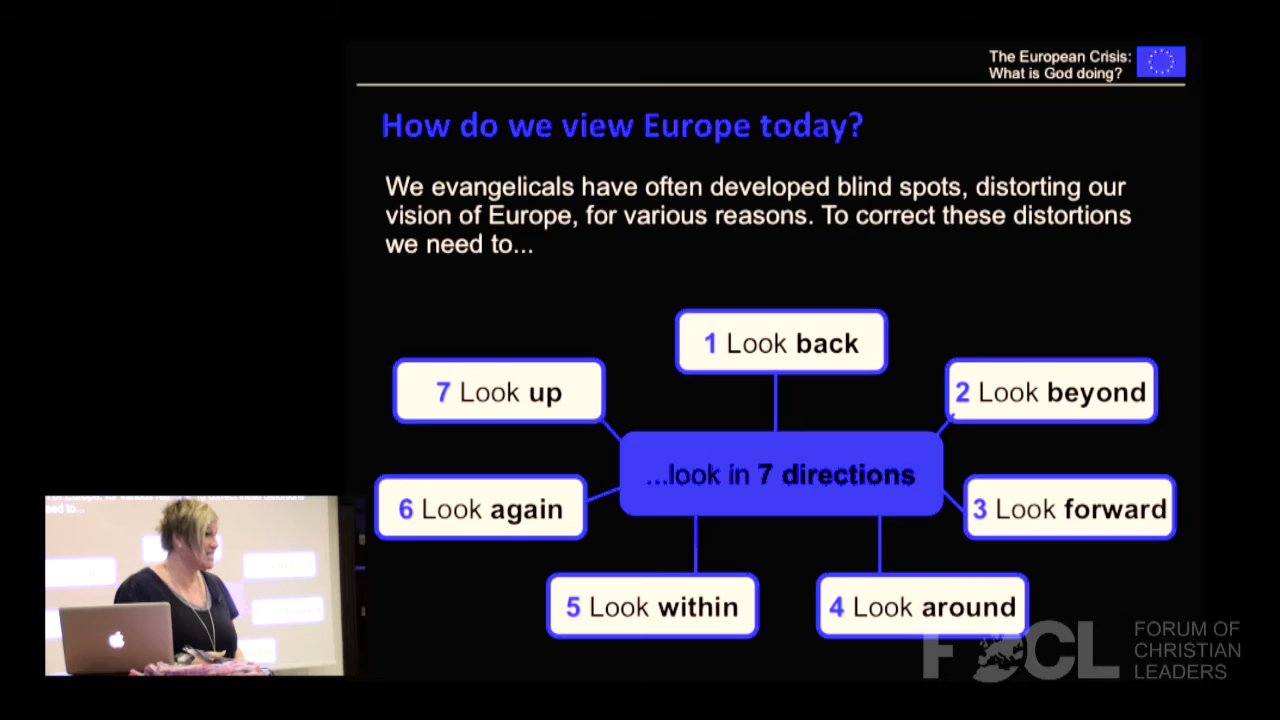 The European Crisis:
What is God doing?
How do we view Europe today?
We evangelicals have often developed blind spots, distorting our
vision of Europe, for various reasons. To correct these distortions
we need to...
1 Look back
7 Look up
2 Look beyond
...look in 7 directions
6 Look again
3 Look forward
5 Look within
4 Look around
FOCL
FORUM OF
CHRISTIAN
LEADERS